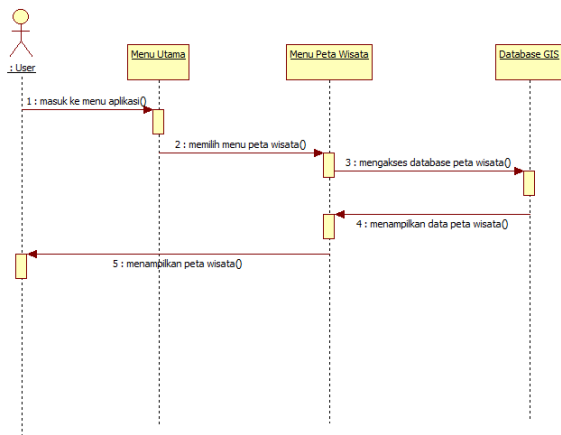 Menu Utama
Menu Peta Wisata
Database GIS
: User
1 : masuk ke menu aplikasi()
2 : memilih menu peta wisata()
3 : mengakses database peta wisata()
4 : menampilkan data peta wisata()
5 : menampilkan peta wisata()